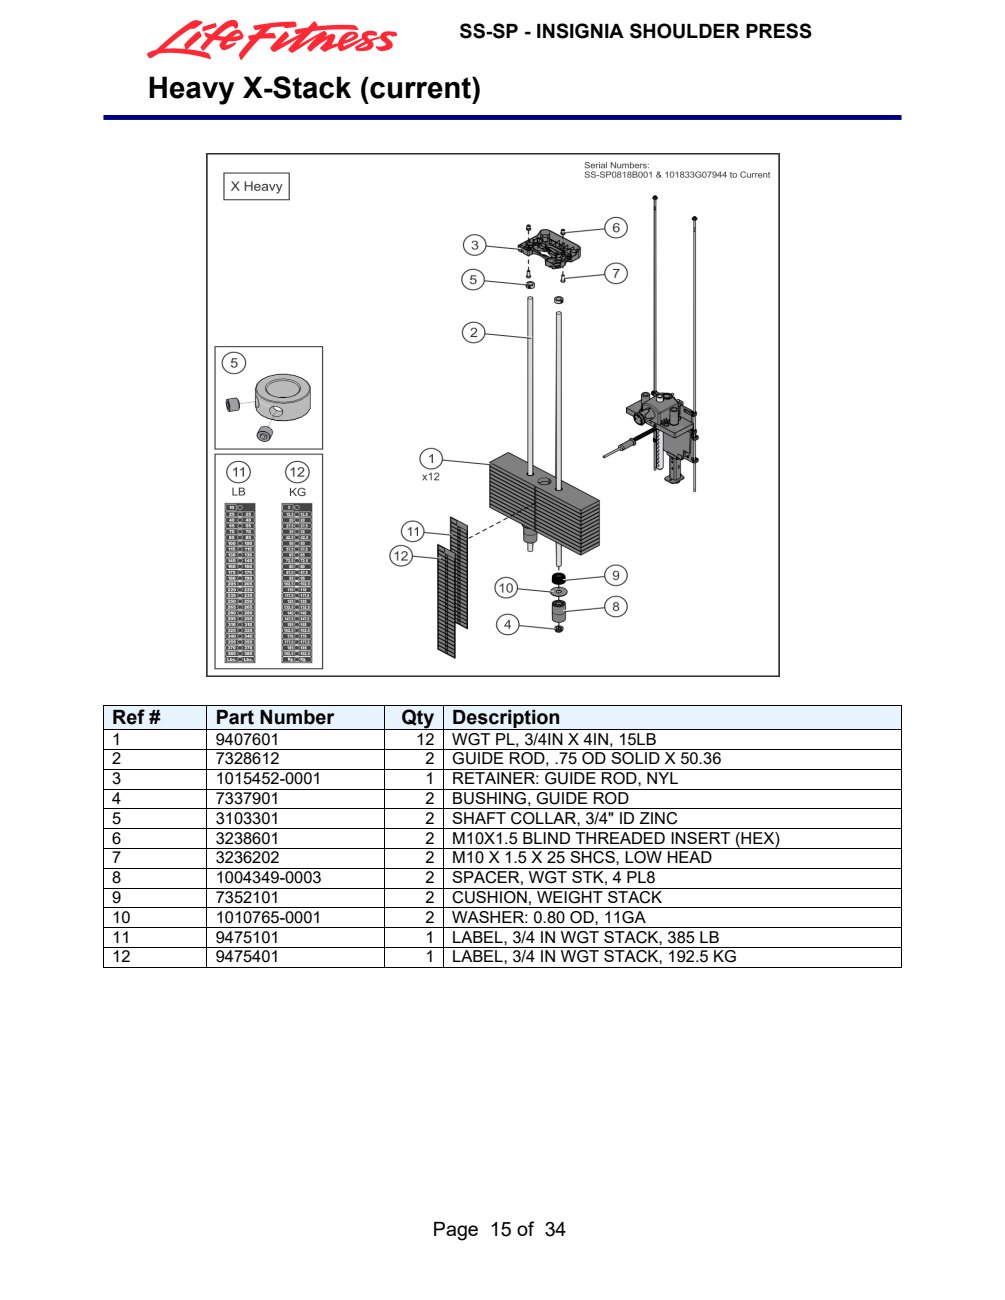 Life Fitness
SS-SP - INSIGNIA SHOULDER PRESS
Heavy X-Stack (current)
Serial Numbers:
SS-SP0818B001 & 101833G07944 to Current
X Heavy
6
3
7
5
2
5
1
x12
11
12
LB
KG
11
12
9
10
8
4
Ref # Part Number Qty Description
1 9407601 12 WGT PL, 3/4IN X 4IN, 15LB
2 7328612 2 GUIDE ROD, .75 OD SOLID X 50.36
3 1015452-0001 1 RETAINER: GUIDE ROD, NYL
4 7337901 2 BUSHING, GUIDE ROD
5 3103301 2 SHAFT COLLAR, 3/4" ID ZINC
6 3238601 2 M10X1.5 BLIND THREADED INSERT (HEX)
7 3236202 2 M10 X 1.5 X 25 SHCS, LOW HEAD
8 1004349-0003 2 SPACER, WGT STK, 4 PL8
9 7352101 2 CUSHION, WEIGHT STACK
10 1010765-0001 2 WASHER: 0.80 OD, 11GA
11 9475101 1 LABEL, 3/4 IN WGT STACK, 385 LB
12 9475401 1 LABEL, 3/4 IN WGT STACK, 192.5 KG
Page 15 of 34